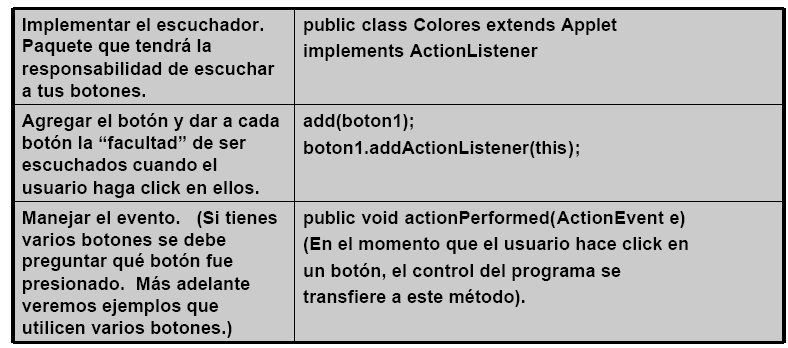 Implementar el escuchador.
Paquete que tendrá la
responsabilidad de escuchar
a tus botones.
public class Colores extends Applet
implements ActionListener
Agregar el botón y dar a cada
botón la “facultad” de ser
escuchados cuando el
usuario haga click en ellos.
add(boton1);
boton1.addActionListener(this);
Manejar el evento.   (Si tienes
varios botones se debe
preguntar qué botón fue
presionado.  Más adelante
veremos ejemplos que
utilicen varios botones.)
public void actionPerformed(ActionEvent e)
(En el momento que el usuario hace click en
un botón, el control del programa se
transfiere a este método).